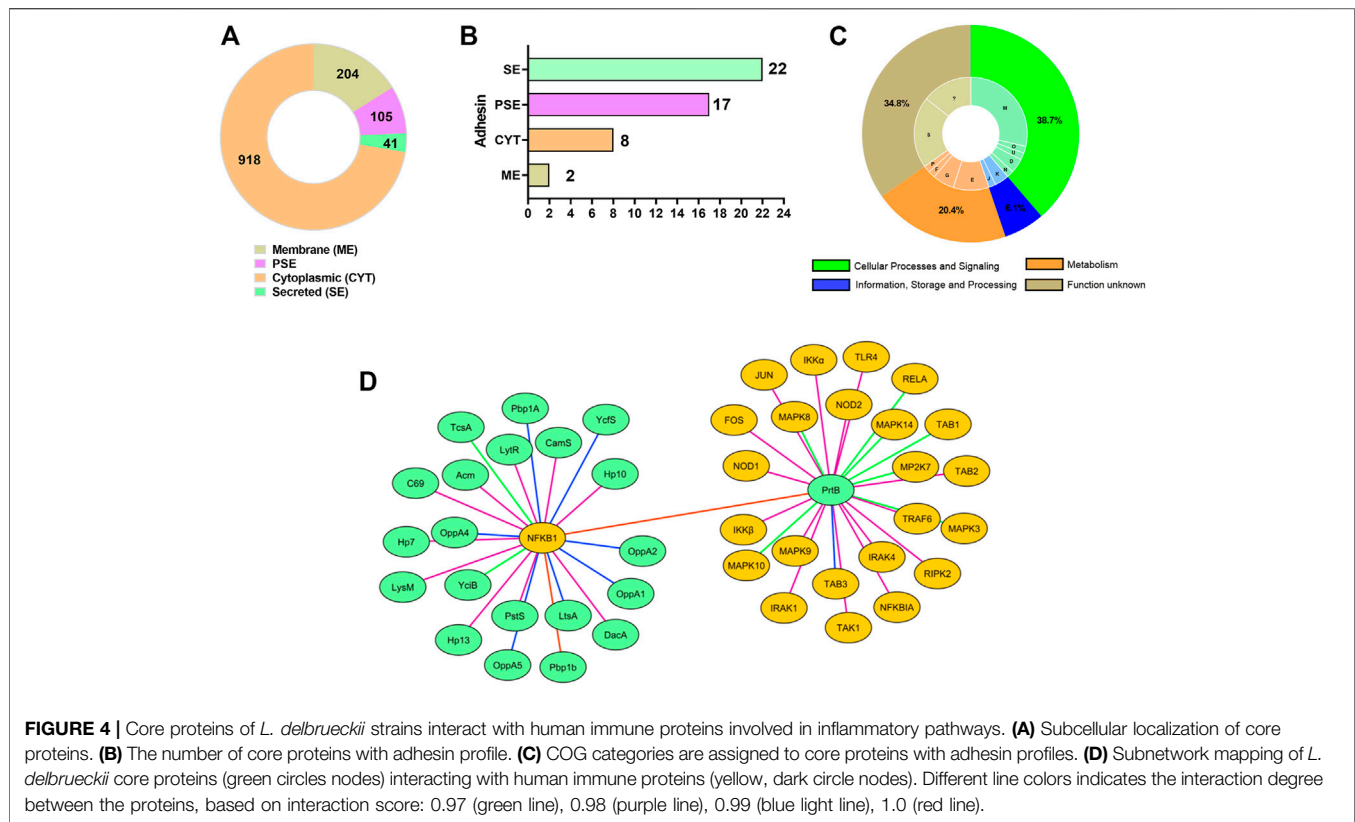 A
204
105
41
918
Membrane (ME)
PSE
Cytoplasmic (CYT)
Secreted (SE)
B
Adhesin
SE
22
PSE
17
CYT
8
ME
2
0 2 4 6 8 10 12 14 16 18 20 22 24
C
34.8%
38.7%
20.4%
6.1%
?
M
S
O
U
D
N
K
J
E
G
F
P
Cellular Processes and Signaling
Metabolism
Information, Storage and Processing
Function unknown
D
Pbp1A
YcfS
TcsA
LytR
CamS
C69
Acm
Hp10
Hp7
OppA4
NFKB1
OppA2
LysM
YciB
OppA1
PstS
LtsA
DacA
Hp13
OppA5
Pbp1b
IKKα
TLR4
JUN
RELA
NOD2
FOS
MAPK8
MAPK14
TAB1
NOD1
MP2K7
TAB2
PrtB
IKKβ
TRAF6
MAPK3
MAPK10
MAPK9
IRAK4
RIPK2
TAB3
IRAK1
NFKBIA
TAK1
FIGURE 4 | Core proteins of L. delbrueckii strains interact with human immune proteins involved in inflammatory pathways. (A) Subcellular localization of core
proteins. (B) The number of core proteins with adhesin profile. (C) COG categories are assigned to core proteins with adhesin profiles. (D) Subnetwork mapping of L.
delbrueckii core proteins (green circles nodes) interacting with human immune proteins (yellow, dark circle nodes). Different line colors indicates the interaction degree
between the proteins, based on interaction score: 0.97 (green line), 0.98 (purple line), 0.99 (blue light line), 1.0 (red line).